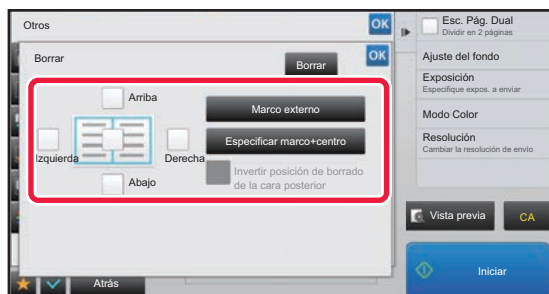 Otros
OK
Borrar
Borrar
OK
Arriba
Izquierda
Derecha
Abajo
Marco externo
Especificar marco+centro
Invertir posición de borrado
de la cara posterior
Atrás
Esc. Pág. Dual
Dividir en 2 páginas
Ajuste del fondo
Exposición
Especifique expos. a enviar
Modo Color
Resolución
Cambiar la resolución de envío
Vista previa
CA
Iniciar